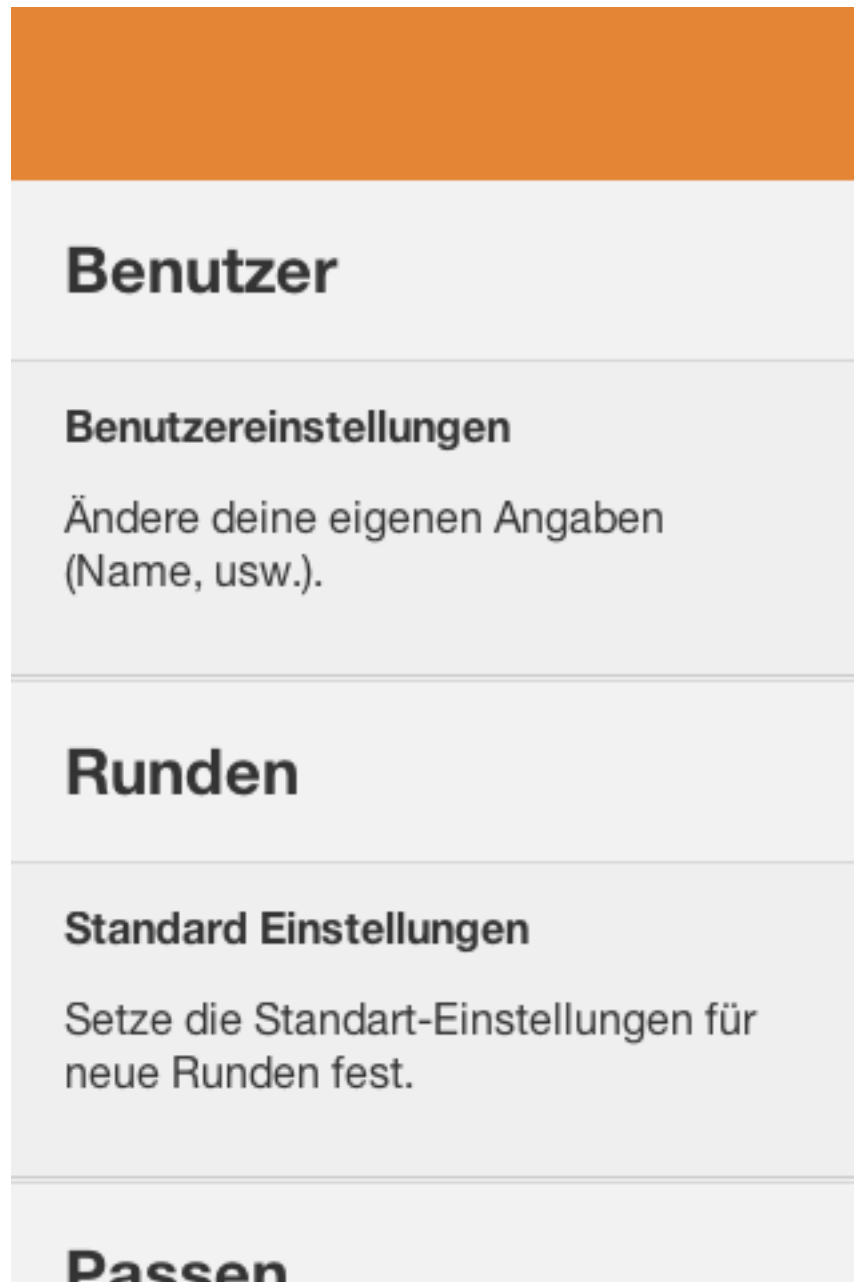 Benutzer
Benutzereinstellungen
Ändere deine eigenen Angaben
(Name, usw.).
Runden
Standard Einstellungen
Setze die Standart-Einstellungen für
neue Runden fest.
Passen